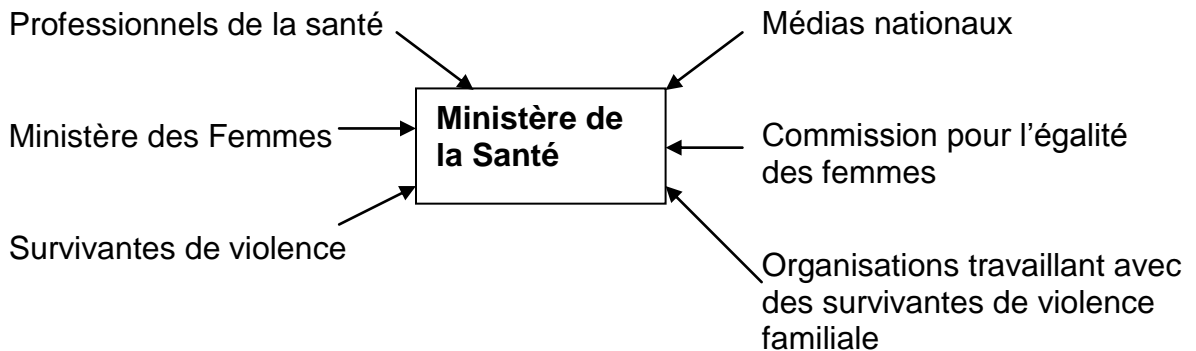 Professionnels de la santé
Médias nationaux
Ministère de
la Santé
Ministère des Femmes
Commission pour l’égalité
des femmes
Survivantes de violence
Organisations travaillant avec
des survivantes de violence
familiale